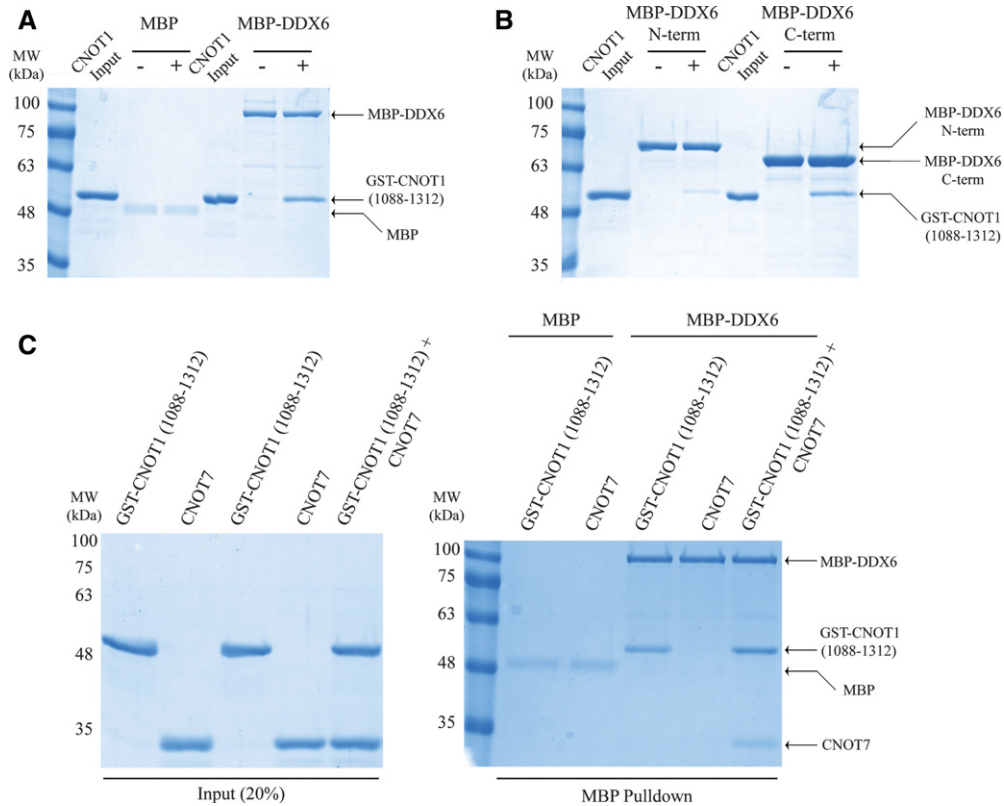 A
MBP
MBP-DDX6
MW
(kDa)
CNOT1
Input
-
+
CNOT1
Input
-
+
100
75
63
48
35
MBP-DDX6
GST-CNOT1
(1088-1312)
MBP
B
MBP-DDX6
N-term
MBP-DDX6
C-term
MW
(kDa)
CNOT1
Input
-
+
CNOT1
Input
-
+
100
75
63
48
35
MBP-DDX6
N-term
MBP-DDX6
C-term
GST-CNOT1
(1088-1312)
C
MW
(kDa)
GST-CNOT1 (1088-1312)
CNOT7
GST-CNOT1 (1088-1312)
CNOT7
GST-CNOT1 (1088-1312) +
CNOT7
100
75
63
48
35
Input (20%)
MBP
MBP-DDX6
MW
(kDa)
GST-CNOT1 (1088-1312)
CNOT7
GST-CNOT1 (1088-1312)
CNOT7
GST-CNOT1 (1088-1312) +
CNOT7
100
75
63
48
35
MBP-DDX6
GST-CNOT1
(1088-1312)
MBP
CNOT7
MBP Pulldown